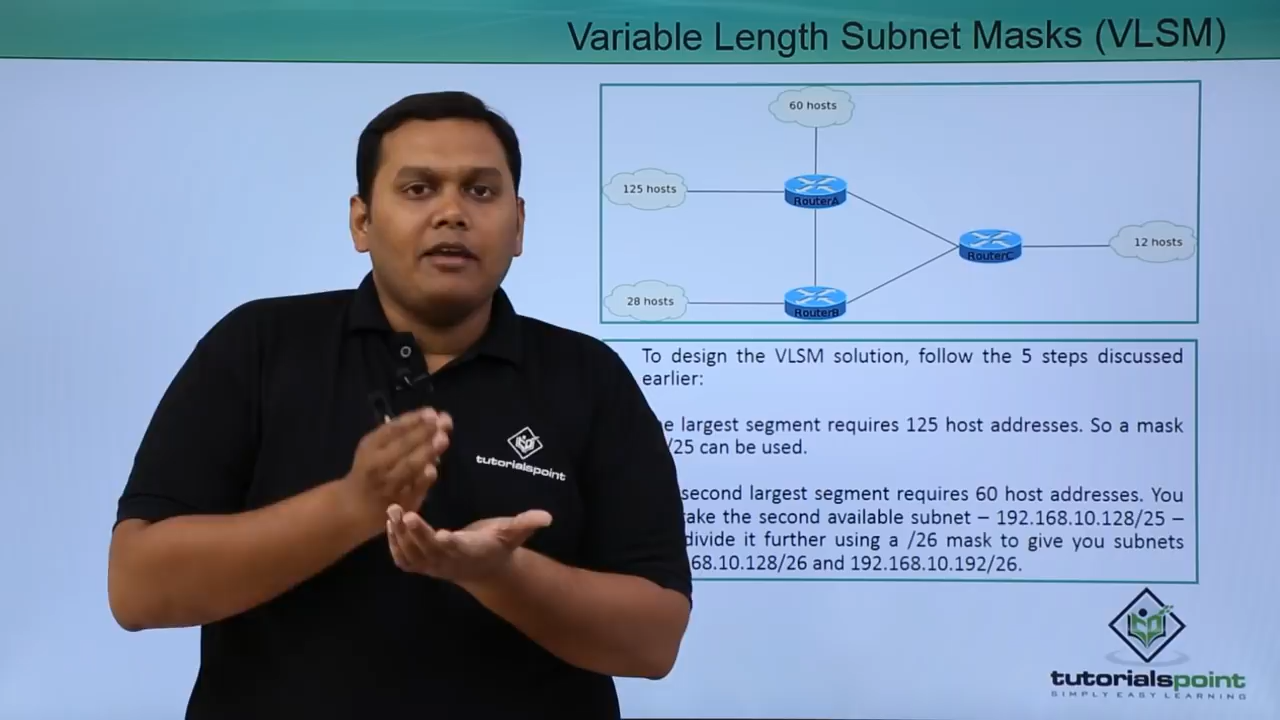 Variable Length Subnet Masks (VLSM)
60 hosts
125 hosts
RouterA
12 hosts
RouterC
28 hosts
RouterB
To design the VLSM solution, follow the 5 steps discussed
earlier:
largest segment requires 125 host addresses. So a mask
/25 can be used.
second largest segment requires 60 host addresses. You
the second available subnet – 192.168.10.128/25 –
divide it further using a /26 mask to give you subnets
68.10.128/26 and 192.168.10.192/26.
tutorialspoint
tutorialspoint
SIMPLY EASY LEARNING